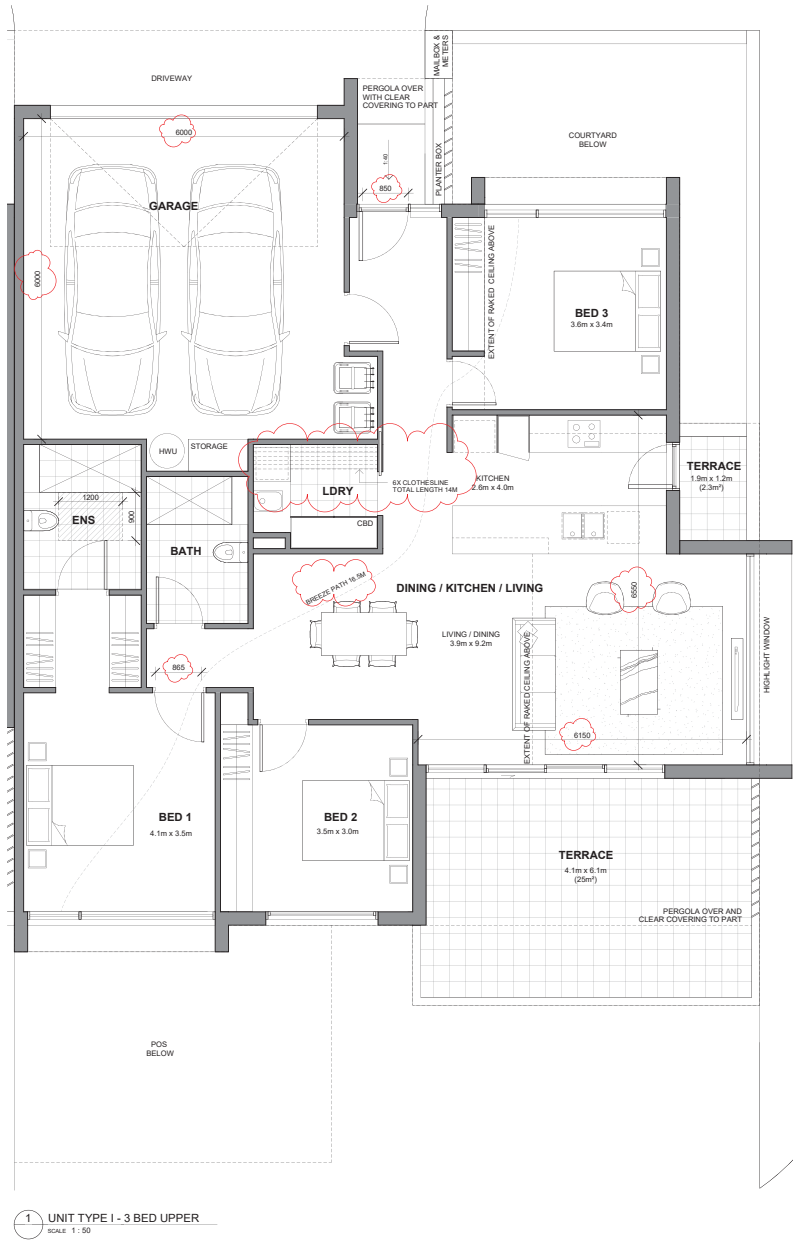 MAILBOX &
METERS
DRIVEWAY
PERGOLA OVER
WITH CLEAR
COVERING TO PART
6000
COURTYARD
BELOW
1:40
PLANTER BOX
850
GARAGE
6000
EXTENT OF RAKED CEILING ABOVE
BED 3
3.6m x 3.4m
HWU
STORAGE
TERRACE
1.9m x 1.2m
(2.3m²)
KITCHEN
2.6m x 4.0m
6X CLOTHESLINE
TOTAL LENGTH 14M
LDRY
1200
900
ENS
CBD
BATH
BREEZE PATH 16.5M
DINING / KITCHEN / LIVING
6550
LIVING / DINING
3.9m x 9.2m
EXTENT OF RAKED CEILING ABOVE
HIGHLIGHT WINDOW
865
6150
BED 1
4.1m x 3.5m
BED 2
3.5m x 3.0m
TERRACE
4.1m x 6.1m
(25m²)
PERGOLA OVER AND
CLEAR COVERING TO PART
POS
BELOW
1
UNIT TYPE I - 3 BED UPPER
SCALE 1 : 50